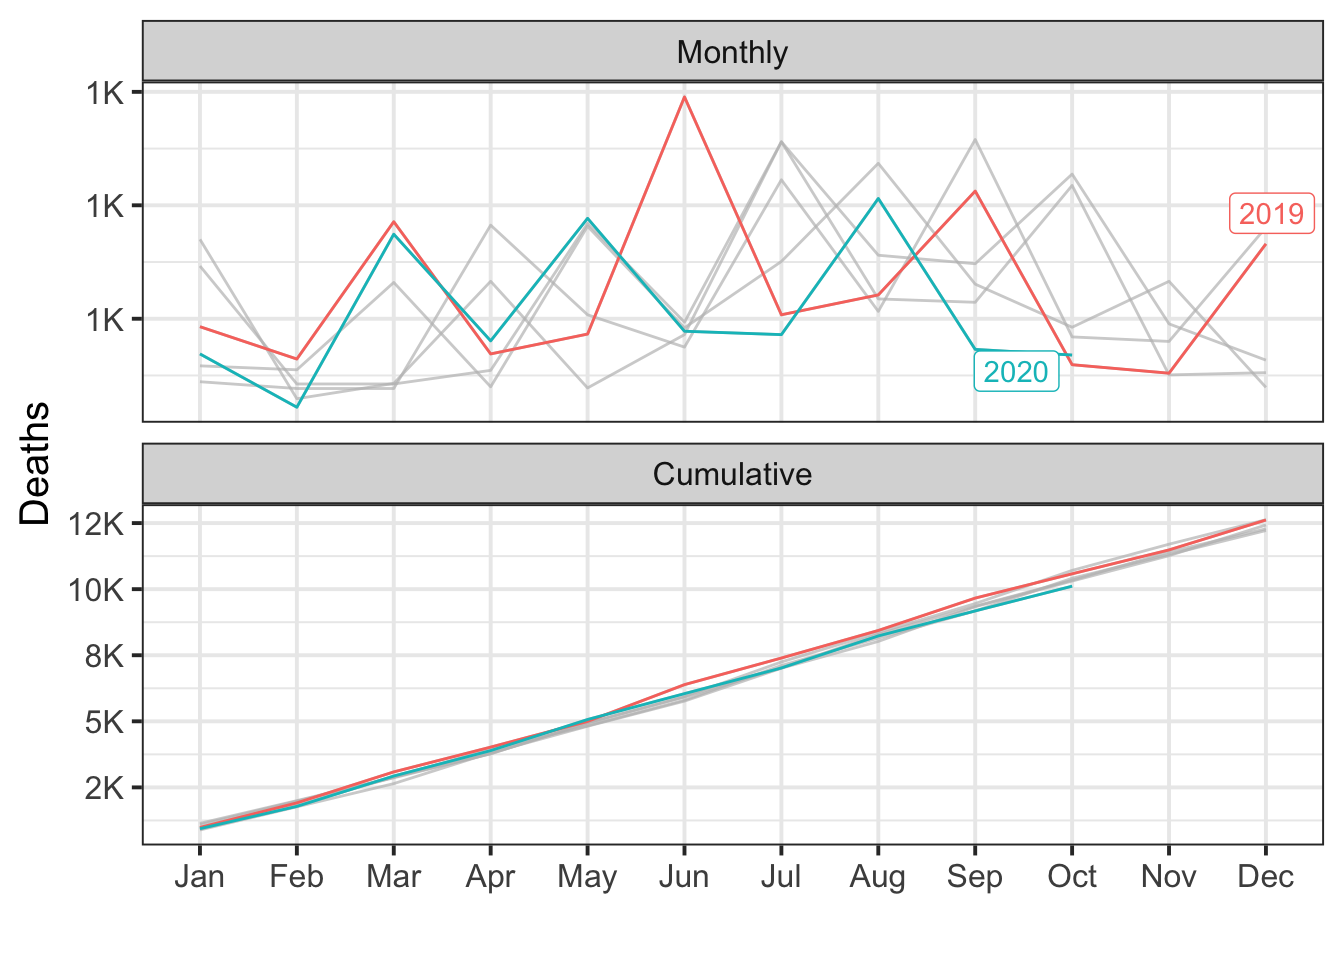 Monthly
1K
1K
1K
2019
2020
Deaths
Cumulative
12K
10K
8K
5K
2K
Jan Feb Mar Apr May Jun Jul Aug Sep Oct Nov Dec